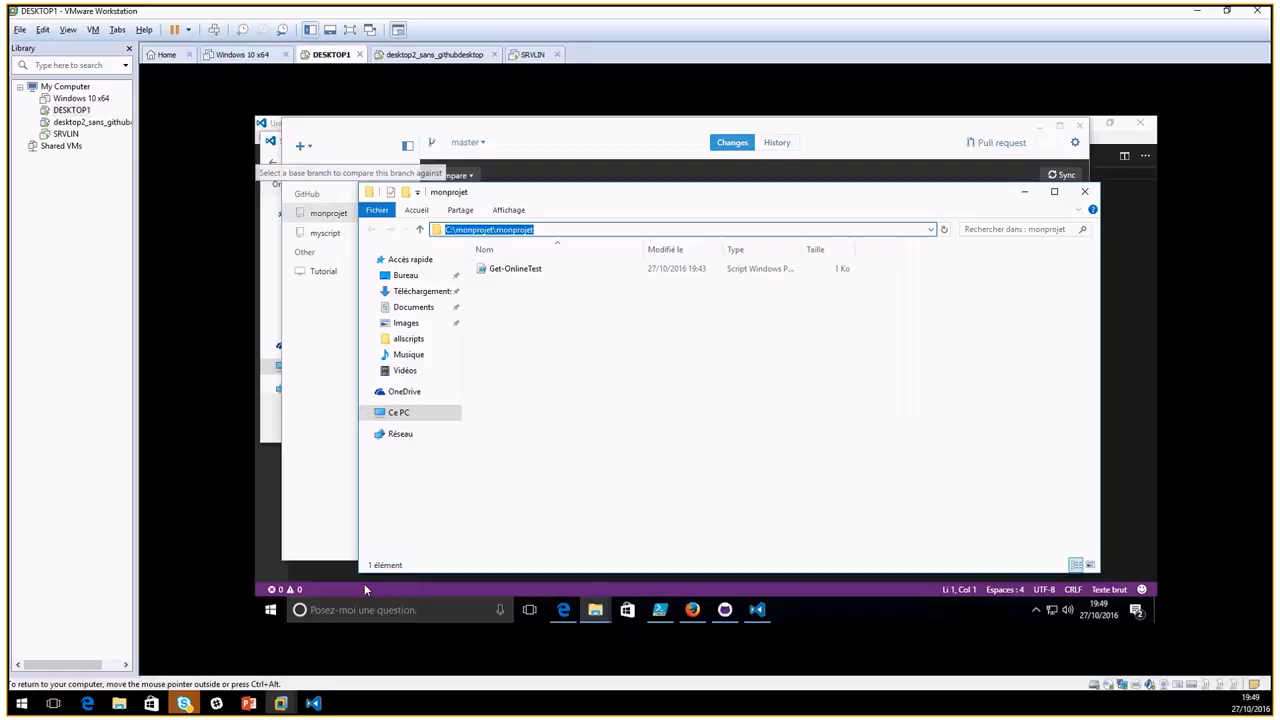 DESKTOP1 - VMware Workstation
File Edit View VM Tabs Help
Library
Type here to search
My Computer
Windows 10 x64
DESKTOP1
desktop2_sans_githubde
SRVLIN
Shared VMs
Home
Windows 10 x64
DESKTOP1
desktop2_sans_githubdesktop
SRVLIN
master
Changes
History
Pull request
Select a base branch to compare this branch against
mpare
Sync
GitHub
monprojet
myscript
Other
Tutorial
monprojet
Fichier Accueil Partage Affichage
C:\monprojet\monprojet
Rechercher dans : monprojet
Nom Modifié le Type Taille
Get-OnlineTest 27/10/2016 19:43 Script Windows P... 1 Ko
Accès rapide
Bureau
Téléchargement:
Documents
Images
allscripts
Musique
Vidéos
OneDrive
Ce PC
Réseau
1 élément
0 0
Li 1, Col 1 Espaces : 4 UTF-8 CRLF Texte brut
Posez-moi une question.
19:49
27/10/2016
2
To return to your computer, move the mouse pointer outside or press Ctrl+Alt.
19:49
27/10/2016